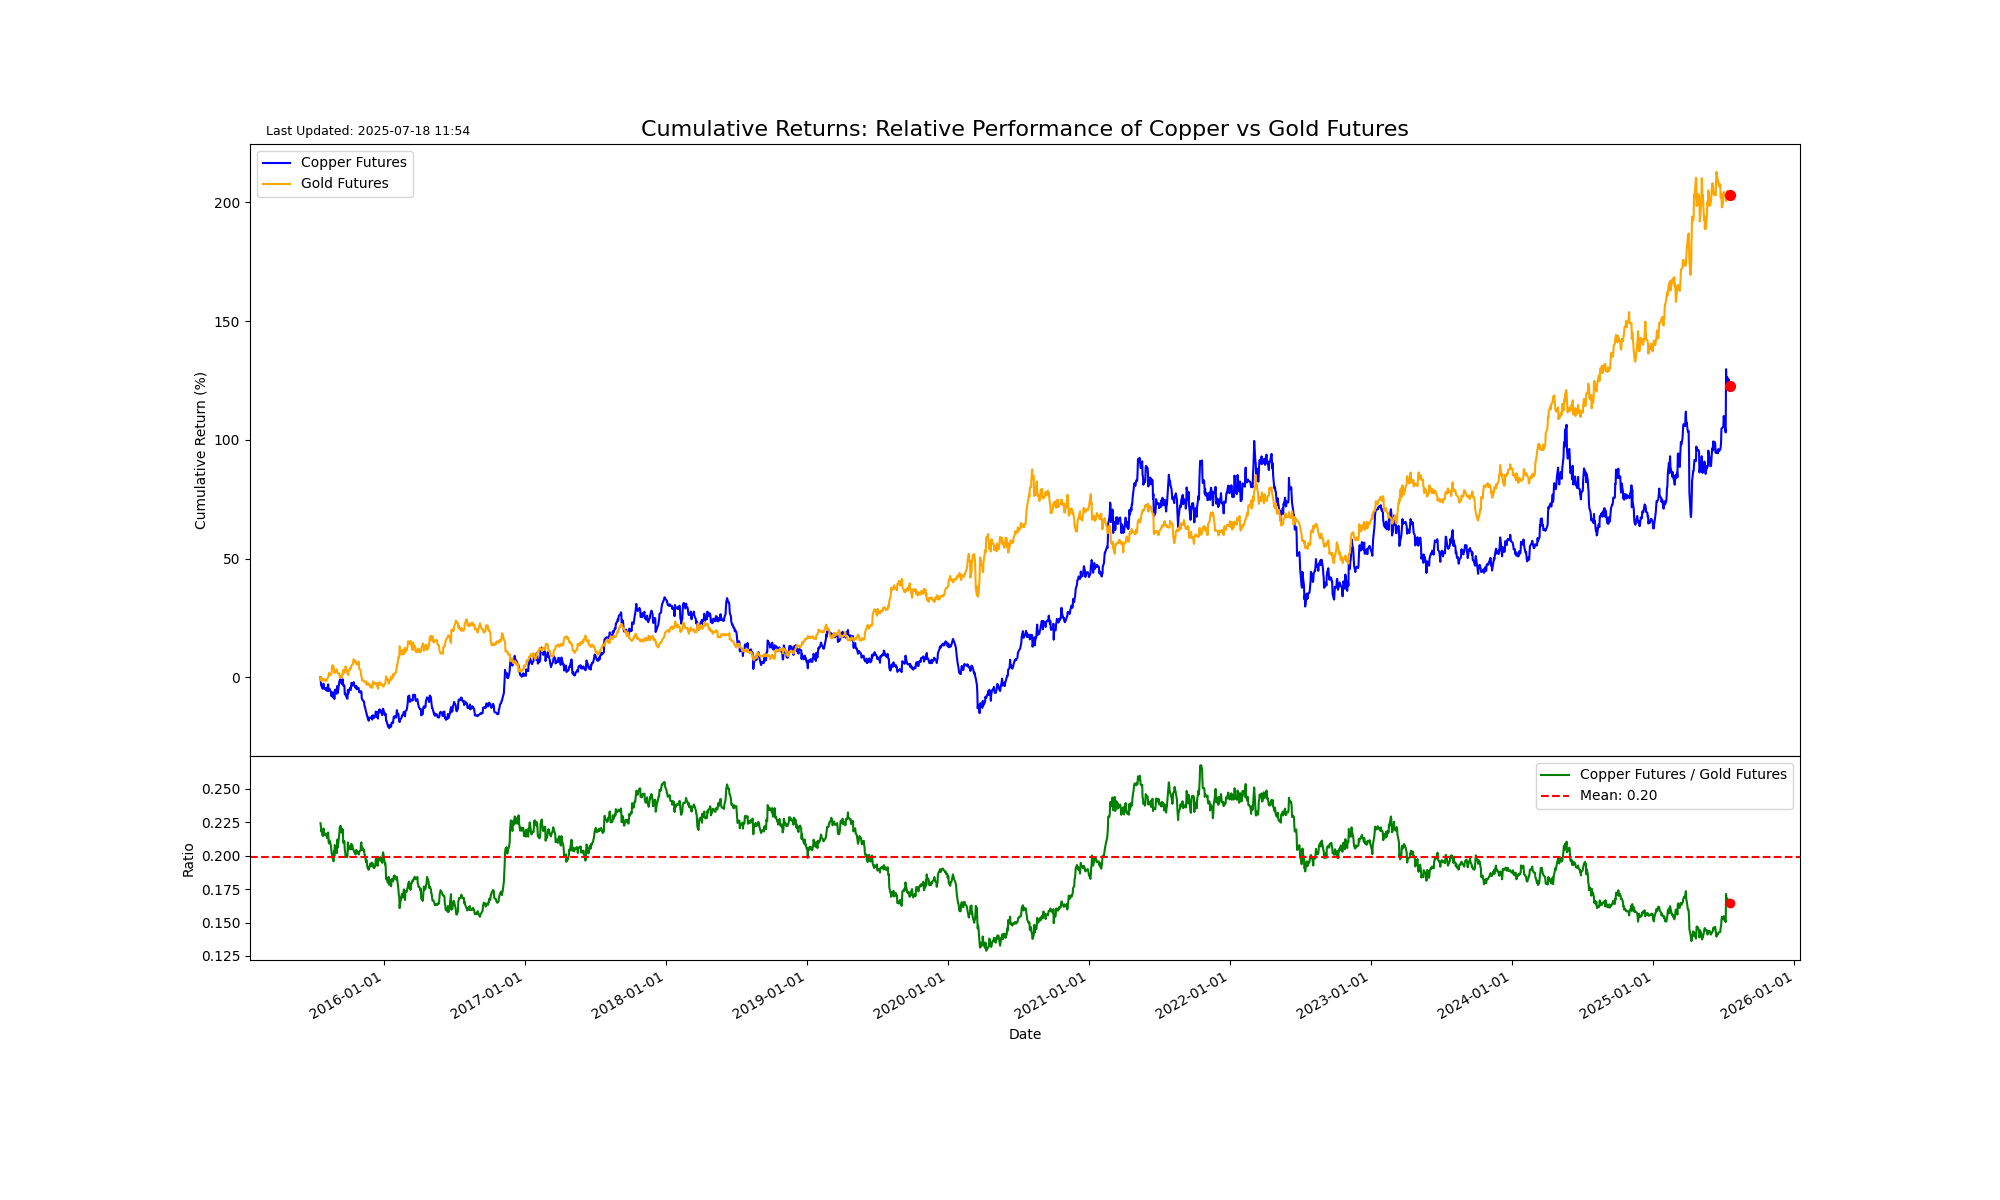 Last Updated: 2025-07-18 11:54
Cumulative Returns: Relative Performance of Copper vs Gold Futures
Copper Futures
Gold Futures
200
150
100
50
0
Cumulative Return (%)
Copper Futures / Gold Futures
Mean: 0.20
0.250
0.225
0.200
0.175
0.150
0.125
Ratio
2016-01-01
2017-01-01
2018-01-01
2019-01-01
2020-01-01
2021-01-01
2022-01-01
2023-01-01
2024-01-01
2025-01-01
2026-01-01
Date